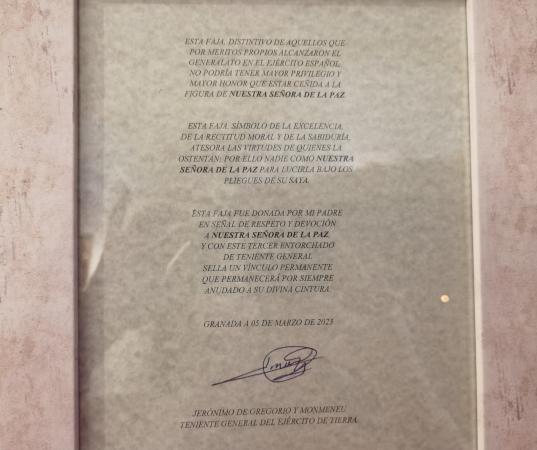 ESTA FAJA, DISTINTIVO DE AQUELLOS QUE
POR MERITOS PROPIOS ALCANZARON EL
GENERALATO EN EL EJÉRCITO ESPAÑOL,
NO PODRÍA TENER MAYOR PRIVILEGIO Y
MAYOR HONOR QUE ESTAR CEÑIDA A LA
FIGURA DE NUESTRA SEÑORA DE LA PAZ
ESTA FAJA, SÍMBOLO DE LA EXCELENCIA,
DE LA RECTITUD MORAL Y DE LA SABIDURÍA,
ATESORA LAS VIRTUDES DE QUIENES LA
OSTENTAN; POR ELLO NADIE COMO NUESTRA
SEÑORA DE LA PAZ PARA LUCIRLA BAJO LOS
PLIEGUES DE SU SAYA.
ESTA FAJA FUE DONADA POR MI PADRE
EN SEÑAL DE RESPETO Y DEVOCIÓN
A NUESTRA SEÑORA DE LA PAZ
Y CON ESTE TERCER ENTORCHADO
DE TENIENTE GENERAL
SELLA UN VÍNCULO PERMANENTE
QUE PERMANECERÁ POR SIEMPRE
ANUDADO A SU DIVINA CINTURA.
GRANADA A 05 DE MARZO DE 2023
JERÓNIMO DE GREGORIO Y MONMENEU
TENIENTE GENERAL DEL EJÉRCITO DE TIERRA